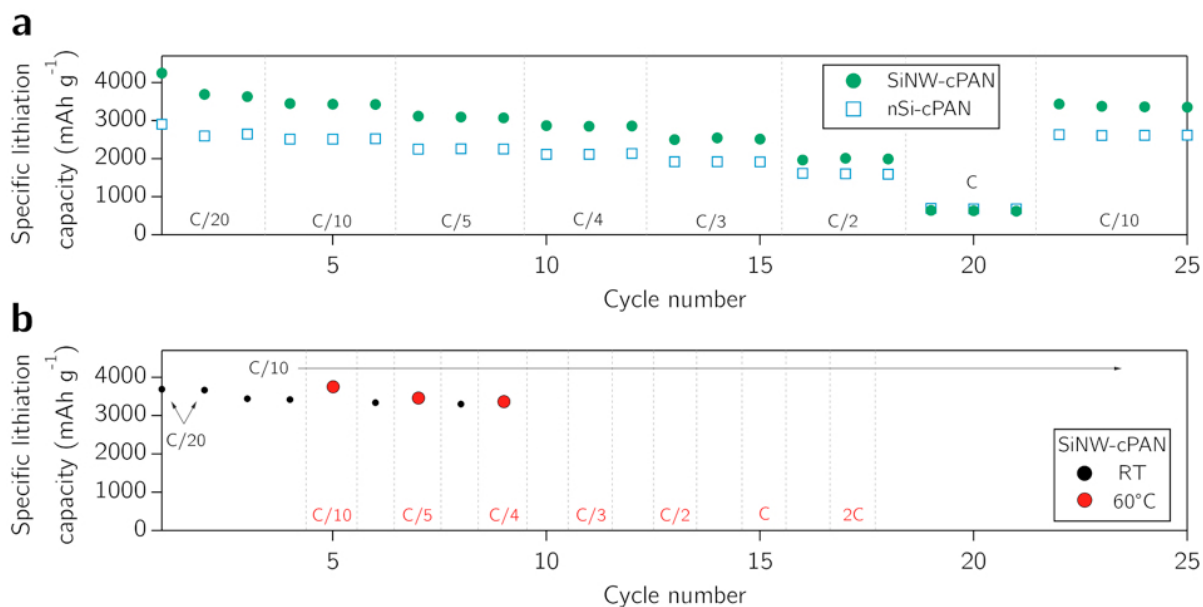 a
Specific lithiation
capacity (mAh g⁻¹)
4000
3000
2000
1000
0
SiNW-cPAN
nSi-cPAN
C/20
C/10
C/5
C/4
C/3
C/2
C
C/10
5
10
15
20
25
Cycle number
b
Specific lithiation
capacity (mAh g⁻¹)
4000
3000
2000
1000
0
C/10
C/20
SiNW-cPAN
RT
60°C
C/10
C/5
C/4
C/3
C/2
C
2C
5
10
15
20
25
Cycle number